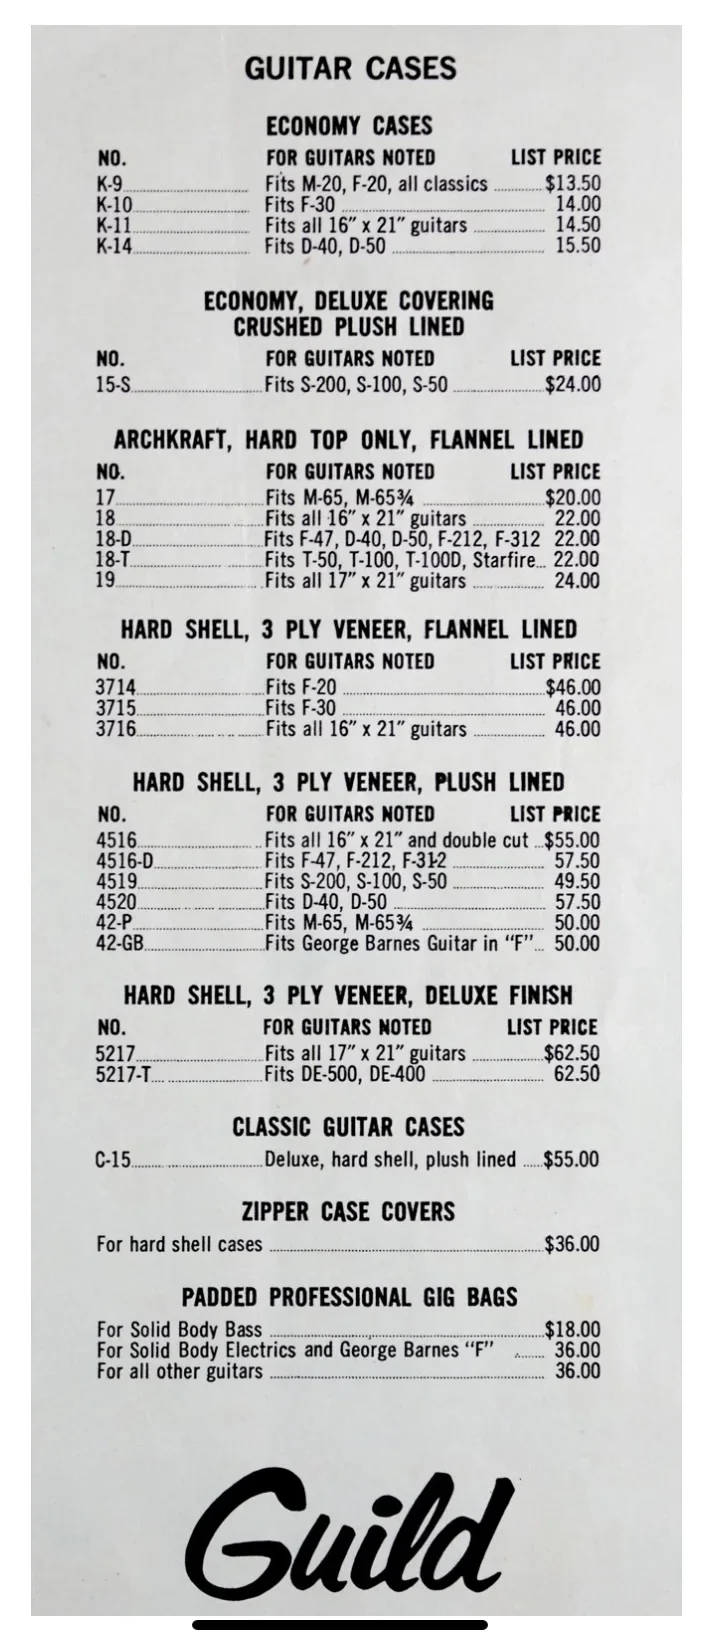 GUITAR CASES
ECONOMY CASES
NO. FOR GUITARS NOTED LIST PRICE
K-9 Fits M-20, F-20, all classics $13.50
K-10 Fits F-30 14.00
K-11 Fits all 16” x 21” guitars 14.50
K-14 Fits D-40, D-50 15.50
ECONOMY, DELUXE COVERING
CRUSHED PLUSH LINED
NO. FOR GUITARS NOTED LIST PRICE
15-S Fits S-200, S-100, S-50 $24.00
ARCHKRAFT, HARD TOP ONLY, FLANNEL LINED
NO. FOR GUITARS NOTED LIST PRICE
17 Fits M-65, M-65¾ $20.00
18 Fits all 16” x 21” guitars 22.00
18-D Fits F-47, D-40, D-50, F-212, F-312 22.00
18-T Fits T-50, T-100, T-100D, Starfire 22.00
19 Fits all 17” x 21” guitars 24.00
HARD SHELL, 3 PLY VENEER, FLANNEL LINED
NO. FOR GUITARS NOTED LIST PRICE
3714 Fits F-20 $46.00
3715 Fits F-30 46.00
3716 Fits all 16” x 21” guitars 46.00
HARD SHELL, 3 PLY VENEER, PLUSH LINED
NO. FOR GUITARS NOTED LIST PRICE
4516 Fits all 16” x 21” and double cut $55.00
4516-D Fits F-47, F-212, F-312 57.50
4519 Fits S-200, S-100, S-50 49.50
4520 Fits D-40, D-50 57.50
42-P Fits M-65, M-65¾ 50.00
42-GB Fits George Barnes Guitar in “F” 50.00
HARD SHELL, 3 PLY VENEER, DELUXE FINISH
NO. FOR GUITARS NOTED LIST PRICE
5217 Fits all 17” x 21” guitars $62.50
5217-T Fits DE-500, DE-400 62.50
CLASSIC GUITAR CASES
C-15 Deluxe, hard shell, plush lined $55.00
ZIPPER CASE COVERS
For hard shell cases $36.00
PADDED PROFESSIONAL GIG BAGS
For Solid Body Bass $18.00
For Solid Body Electrics and George Barnes “F” 36.00
For all other guitars 36.00
Guild